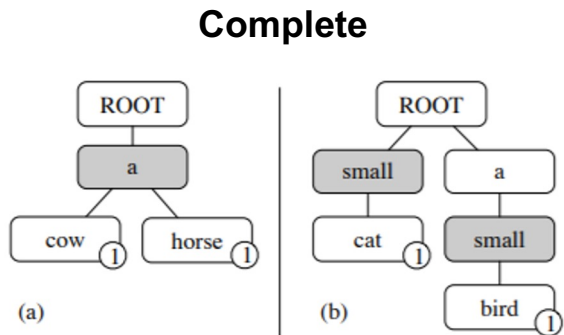 Complete
ROOT
a
cow 1 horse 1
(a)
ROOT
small a
cat 1 small
bird 1
(b)